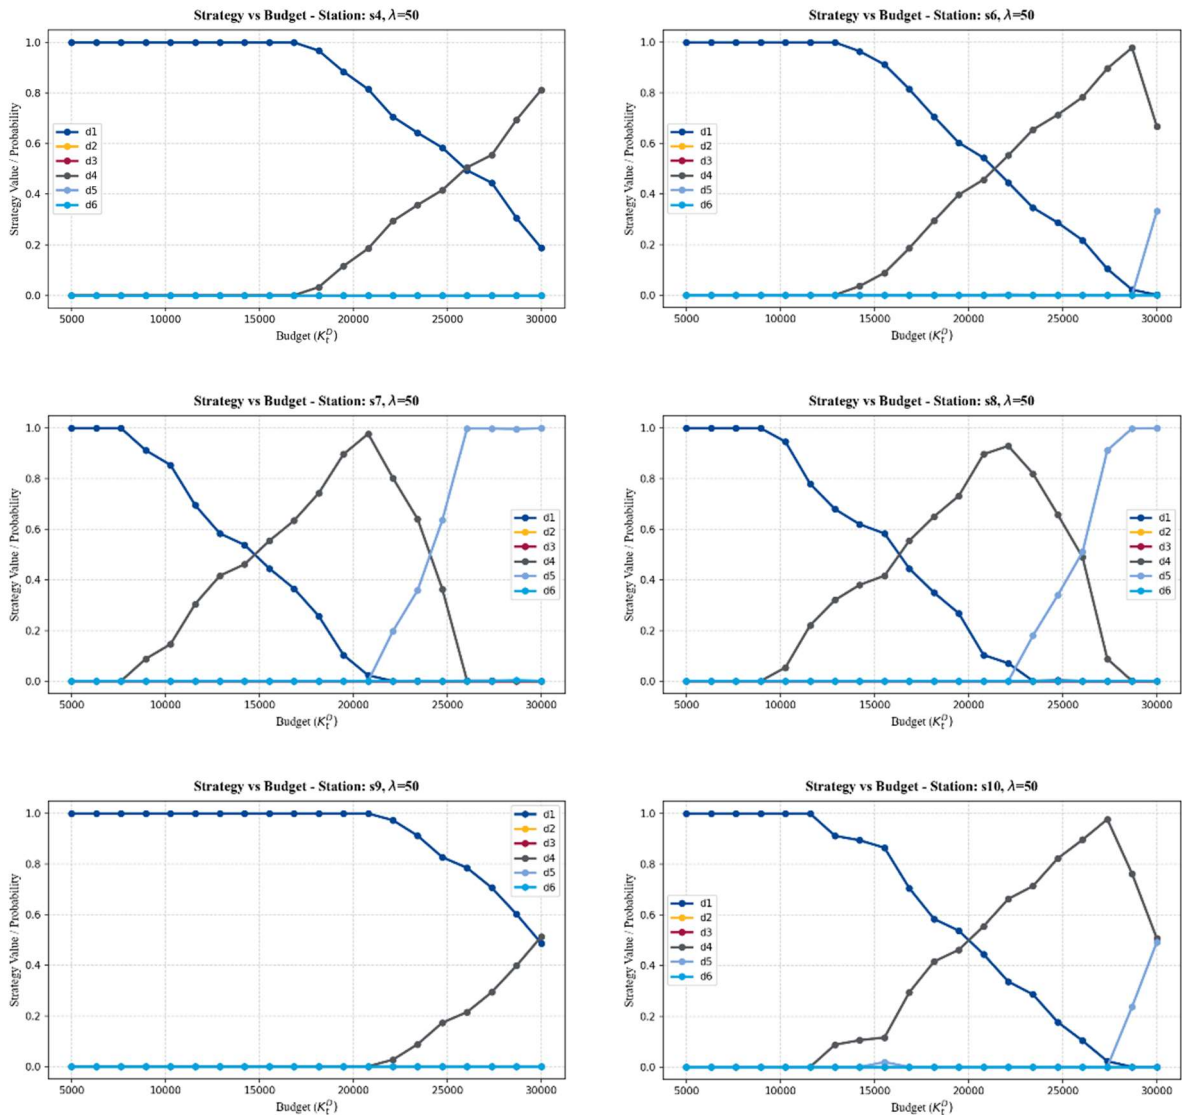 Strategy vs Budget - Station: s4, λ=50
Strategy Value / Probability
1.0
0.8
0.6
0.4
0.2
0.0
d1
d2
d3
d4
d5
d6
5000 10000 15000 20000 25000 30000
Budget (K_t^D)
Strategy vs Budget - Station: s6, λ=50
Strategy Value / Probability
1.0
0.8
0.6
0.4
0.2
0.0
d1
d2
d3
d4
d5
d6
5000 10000 15000 20000 25000 30000
Budget (K_t^D)
Strategy vs Budget - Station: s7, λ=50
Strategy Value / Probability
1.0
0.8
0.6
0.4
0.2
0.0
d1
d2
d3
d4
d5
d6
5000 10000 15000 20000 25000 30000
Budget (K_t^D)
Strategy vs Budget - Station: s8, λ=50
Strategy Value / Probability
1.0
0.8
0.6
0.4
0.2
0.0
d1
d2
d3
d4
d5
d6
5000 10000 15000 20000 25000 30000
Budget (K_t^D)
Strategy vs Budget - Station: s9, λ=50
Strategy Value / Probability
1.0
0.8
0.6
0.4
0.2
0.0
d1
d2
d3
d4
d5
d6
5000 10000 15000 20000 25000 30000
Budget (K_t^D)
Strategy vs Budget - Station: s10, λ=50
Strategy Value / Probability
1.0
0.8
0.6
0.4
0.2
0.0
d1
d2
d3
d4
d5
d6
5000 10000 15000 20000 25000 30000
Budget (K_t^D)